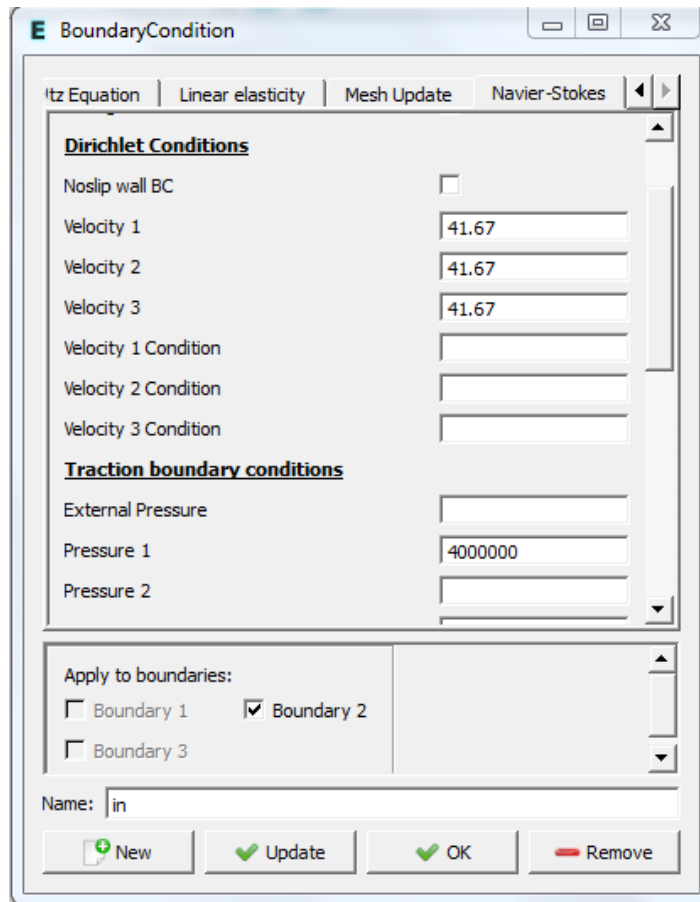 E BoundaryCondition
ltz Equation Linear elasticity Mesh Update Navier-Stokes
Dirichlet Conditions
Noslip wall BC
Velocity 1 41.67
Velocity 2 41.67
Velocity 3 41.67
Velocity 1 Condition
Velocity 2 Condition
Velocity 3 Condition
Traction boundary conditions
External Pressure
Pressure 1 4000000
Pressure 2
Apply to boundaries:
Boundary 1 Boundary 2
Boundary 3
Name: in
New Update OK Remove